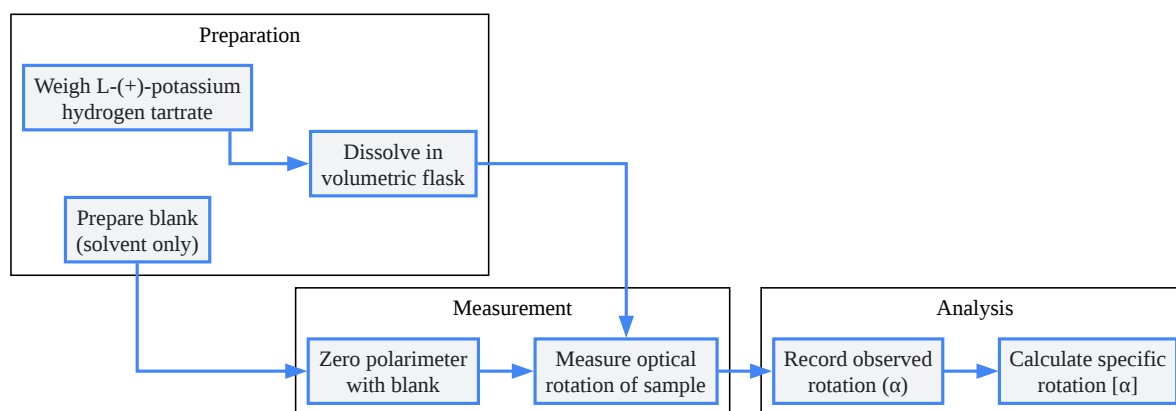 Preparation
Weigh L-(+)-potassium
hydrogen tartrate
Dissolve in
volumetric flask
Prepare blank
(solvent only)
Measurement
Zero polarimeter
with blank
Measure optical
rotation of sample
Analysis
Record observed
rotation (α)
Calculate specific
rotation [α]